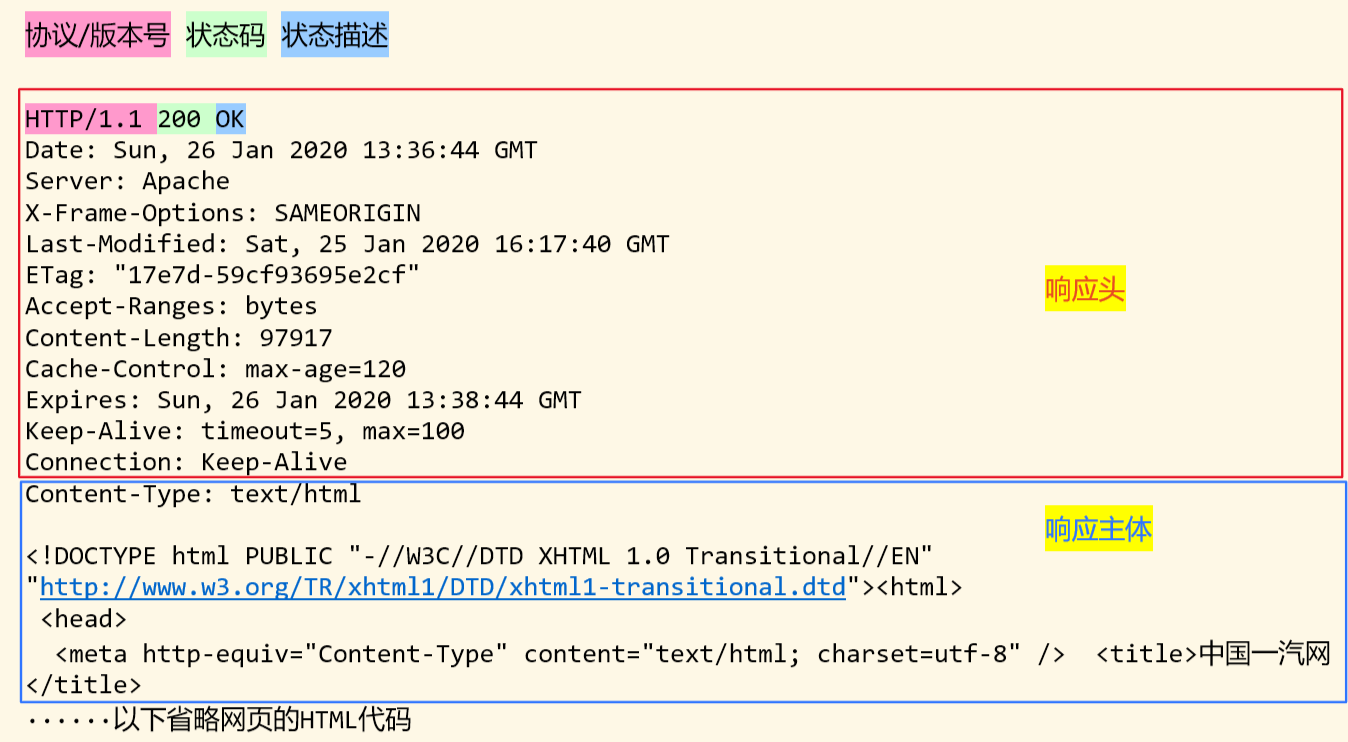 协议/版本号 状态码 状态描述
HTTP/1.1 200 OK
Date: Sun, 26 Jan 2020 13:36:44 GMT
Server: Apache
X-Frame-Options: SAMEORIGIN
Last-Modified: Sat, 25 Jan 2020 16:17:40 GMT
ETag: "17e7d-59cf93695e2cf"
响应头
Accept-Ranges: bytes
Content-Length: 97917
Cache-Control: max-age=120
Expires: Sun, 26 Jan 2020 13:38:44 GMT
Keep-Alive: timeout=5, max=100
Connection: Keep-Alive
Content-Type: text/html
响应主体
<!DOCTYPE html PUBLIC "-//W3C//DTD XHTML 1.0 Transitional//EN"
"http://www.w3.org/TR/xhtml1/DTD/xhtml1-transitional.dtd"><html>
<head>
<meta http-equiv="Content-Type" content="text/html; charset=utf-8" /> <title>中国一汽网
</title>
······以下省略网页的HTML代码